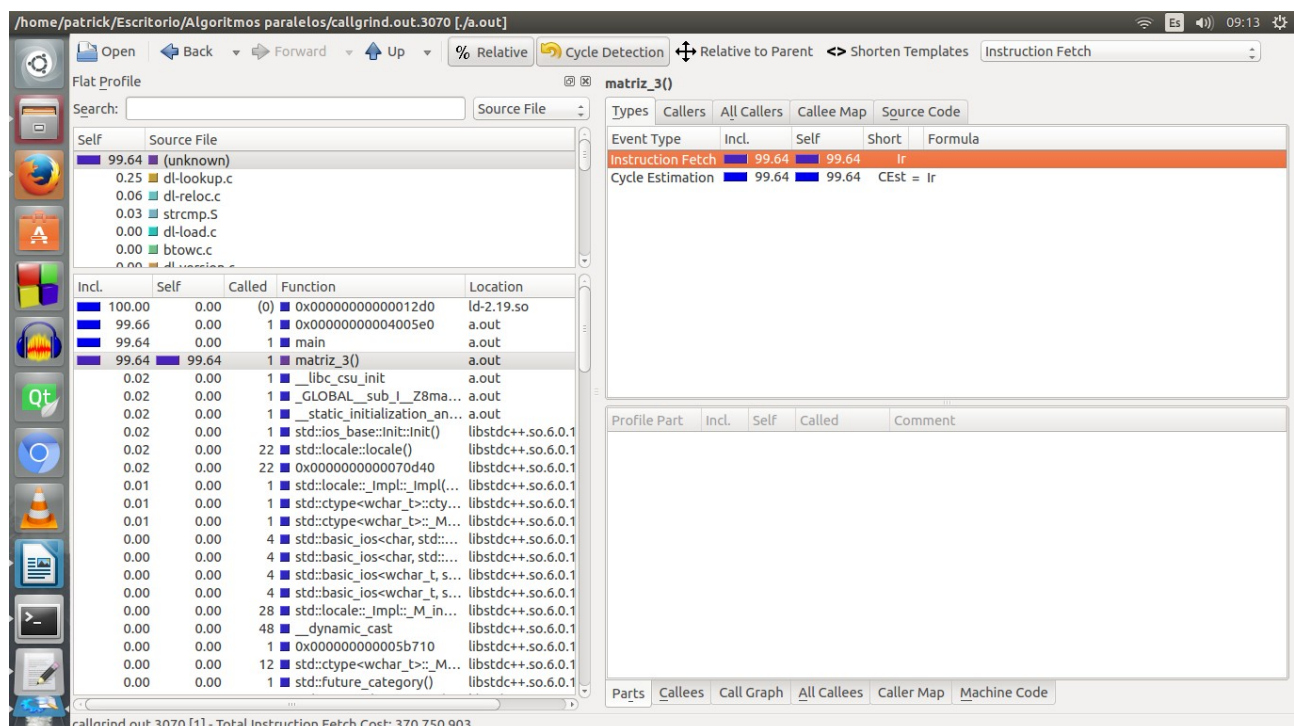 /home/patrick/Escritorio/Algoritmos paralelos/callgrind.out.3070 [./a.out]
Es 09:13
Open Back Forward Up % Relative Cycle Detection Relative to Parent <> Shorten Templates Instruction Fetch
Flat Profile
Search: Source File
Self Source File
99.64 (unknown)
0.25 dl-lookup.c
0.06 dl-reloc.c
0.03 strcmp.S
0.00 dl-load.c
0.00 btowc.c
0.00 dl-version.c
Incl. Self Called Function Location
100.00 0.00 (0) 0x00000000000012d0 ld-2.19.so
99.66 0.00 1 0x00000000004005e0 a.out
99.64 0.00 1 main a.out
99.64 99.64 1 matriz_3() a.out
0.02 0.00 1 __libc_csu_init a.out
0.02 0.00 1 _GLOBAL__sub_I__Z8ma... a.out
0.02 0.00 1 __static_initialization_an... a.out
0.02 0.00 1 std::ios_base::Init::Init() libstdc++.so.6.0.1
0.02 0.00 22 std::locale::locale() libstdc++.so.6.0.1
0.02 0.00 22 0x0000000000070d40 libstdc++.so.6.0.1
0.01 0.00 1 std::locale::_Impl::_Impl(... libstdc++.so.6.0.1
0.01 0.00 1 std::ctype<wchar_t>::cty... libstdc++.so.6.0.1
0.01 0.00 1 std::ctype<wchar_t>::_M... libstdc++.so.6.0.1
0.00 0.00 4 std::basic_ios<char, std::... libstdc++.so.6.0.1
0.00 0.00 4 std::basic_ios<char, std::... libstdc++.so.6.0.1
0.00 0.00 4 std::basic_ios<wchar_t, s... libstdc++.so.6.0.1
0.00 0.00 4 std::basic_ios<wchar_t, s... libstdc++.so.6.0.1
0.00 0.00 28 std::locale::_Impl::_M_in... libstdc++.so.6.0.1
0.00 0.00 48 __dynamic_cast libstdc++.so.6.0.1
0.00 0.00 1 0x000000000005b710 libstdc++.so.6.0.1
0.00 0.00 12 std::ctype<wchar_t>::_M... libstdc++.so.6.0.1
0.00 0.00 1 std::future_category() libstdc++.so.6.0.1
callgrind.out.3070 [1] - Total Instruction Fetch Cost: 370 750 903
matriz_3()
Types Callers All Callers Callee Map Source Code
Event Type Incl. Self Short Formula
Instruction Fetch 99.64 99.64 Ir
Cycle Estimation 99.64 99.64 CEst = Ir
Profile Part Incl. Self Called Comment
Parts Callees Call Graph All Callees Caller Map Machine Code